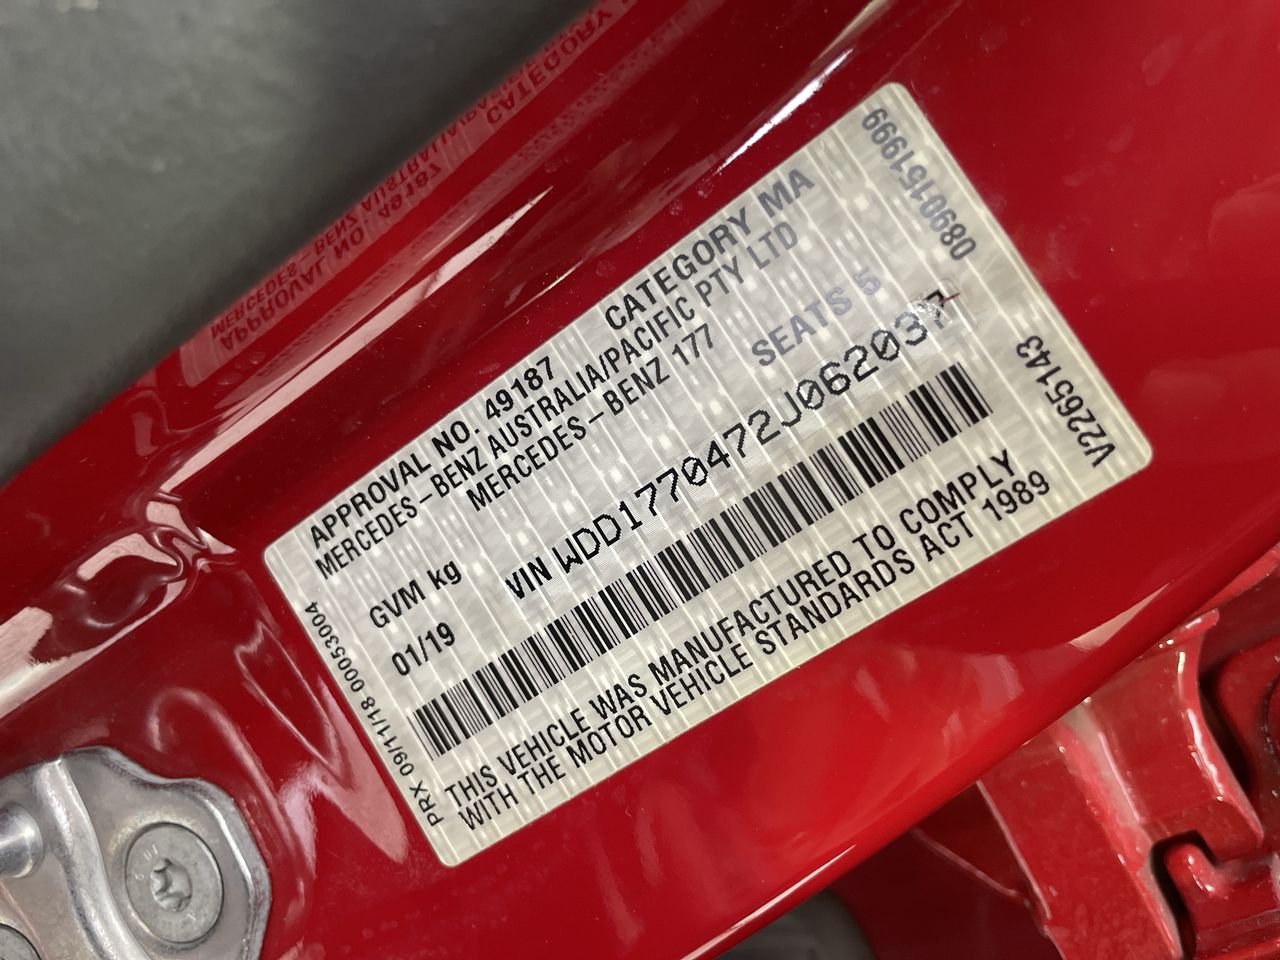 APPROVAL NO. 49187 CATEGORY MA
MERCEDES-BENZ AUSTRALIA/PACIFIC PTY LTD
MERCEDES-BENZ 177
GVM kg SEATS 5
01/19 VIN
THIS VEHICLE WAS MANUFACTURED TO COMPLY
WITH THE MOTOR VEHICLE STANDARDS ACT 1989
PRX 09/11/18-00053004
0890151999
V2265143